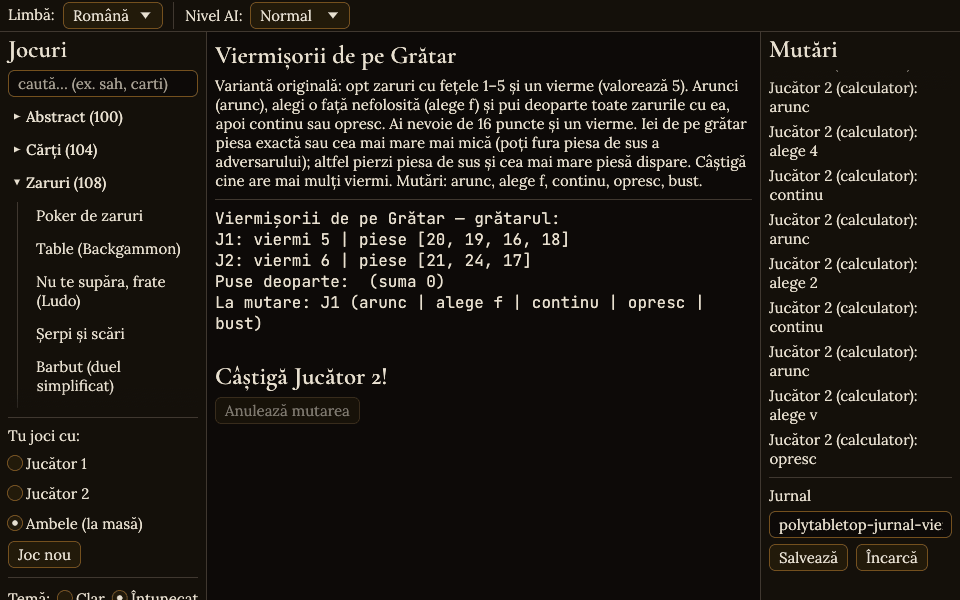 Limbă: Română ▼ Nivel AI: Normal ▼
Jocuri
caută... (ex. sah, carti)
▸ Abstract (100)
▸ Cărți (104)
▾ Zaruri (108)
Poker de zaruri
Table (Backgammon)
Nu te supăra, frate
(Ludo)
Șerpi și scări
Barbut (duel
simplificat)
Tu joci cu:
Jucător 1
Jucător 2
Ambele (la masă)
Joc nou
Temă: Clar Întunecat
Viermișorii de pe Grătar
Variantă originală: opt zaruri cu fețele 1–5 și un vierme (valorează 5). Arunci
(arunc), alegi o față nefolosită (alege f) și pui deoparte toate zarurile cu ea,
apoi continu sau opresc. Ai nevoie de 16 puncte și un vierme. Iei de pe grătar
piesa exactă sau cea mai mare mai mică (poți fura piesa de sus a
adversarului); altfel pierzi piesa de sus și cea mai mare piesă dispare. Câștigă
cine are mai mulți viermi. Mutări: arunc, alege f, continu, opresc, bust.
Viermișorii de pe Grătar — grătarul:
J1: viermi 5 | piese [20, 19, 16, 18]
J2: viermi 6 | piese [21, 24, 17]
Puse deoparte:  (suma 0)
La mutare: J1 (arunc | alege f | continu | opresc |
bust)
Câștigă Jucător 2!
Anulează mutarea
Mutări
Jucător 2 (calculator):
arunc
Jucător 2 (calculator):
alege 4
Jucător 2 (calculator):
continu
Jucător 2 (calculator):
arunc
Jucător 2 (calculator):
alege 2
Jucător 2 (calculator):
continu
Jucător 2 (calculator):
arunc
Jucător 2 (calculator):
alege v
Jucător 2 (calculator):
opresc
Jurnal
polytabletop-jurnal-vie
Salvează Încarcă